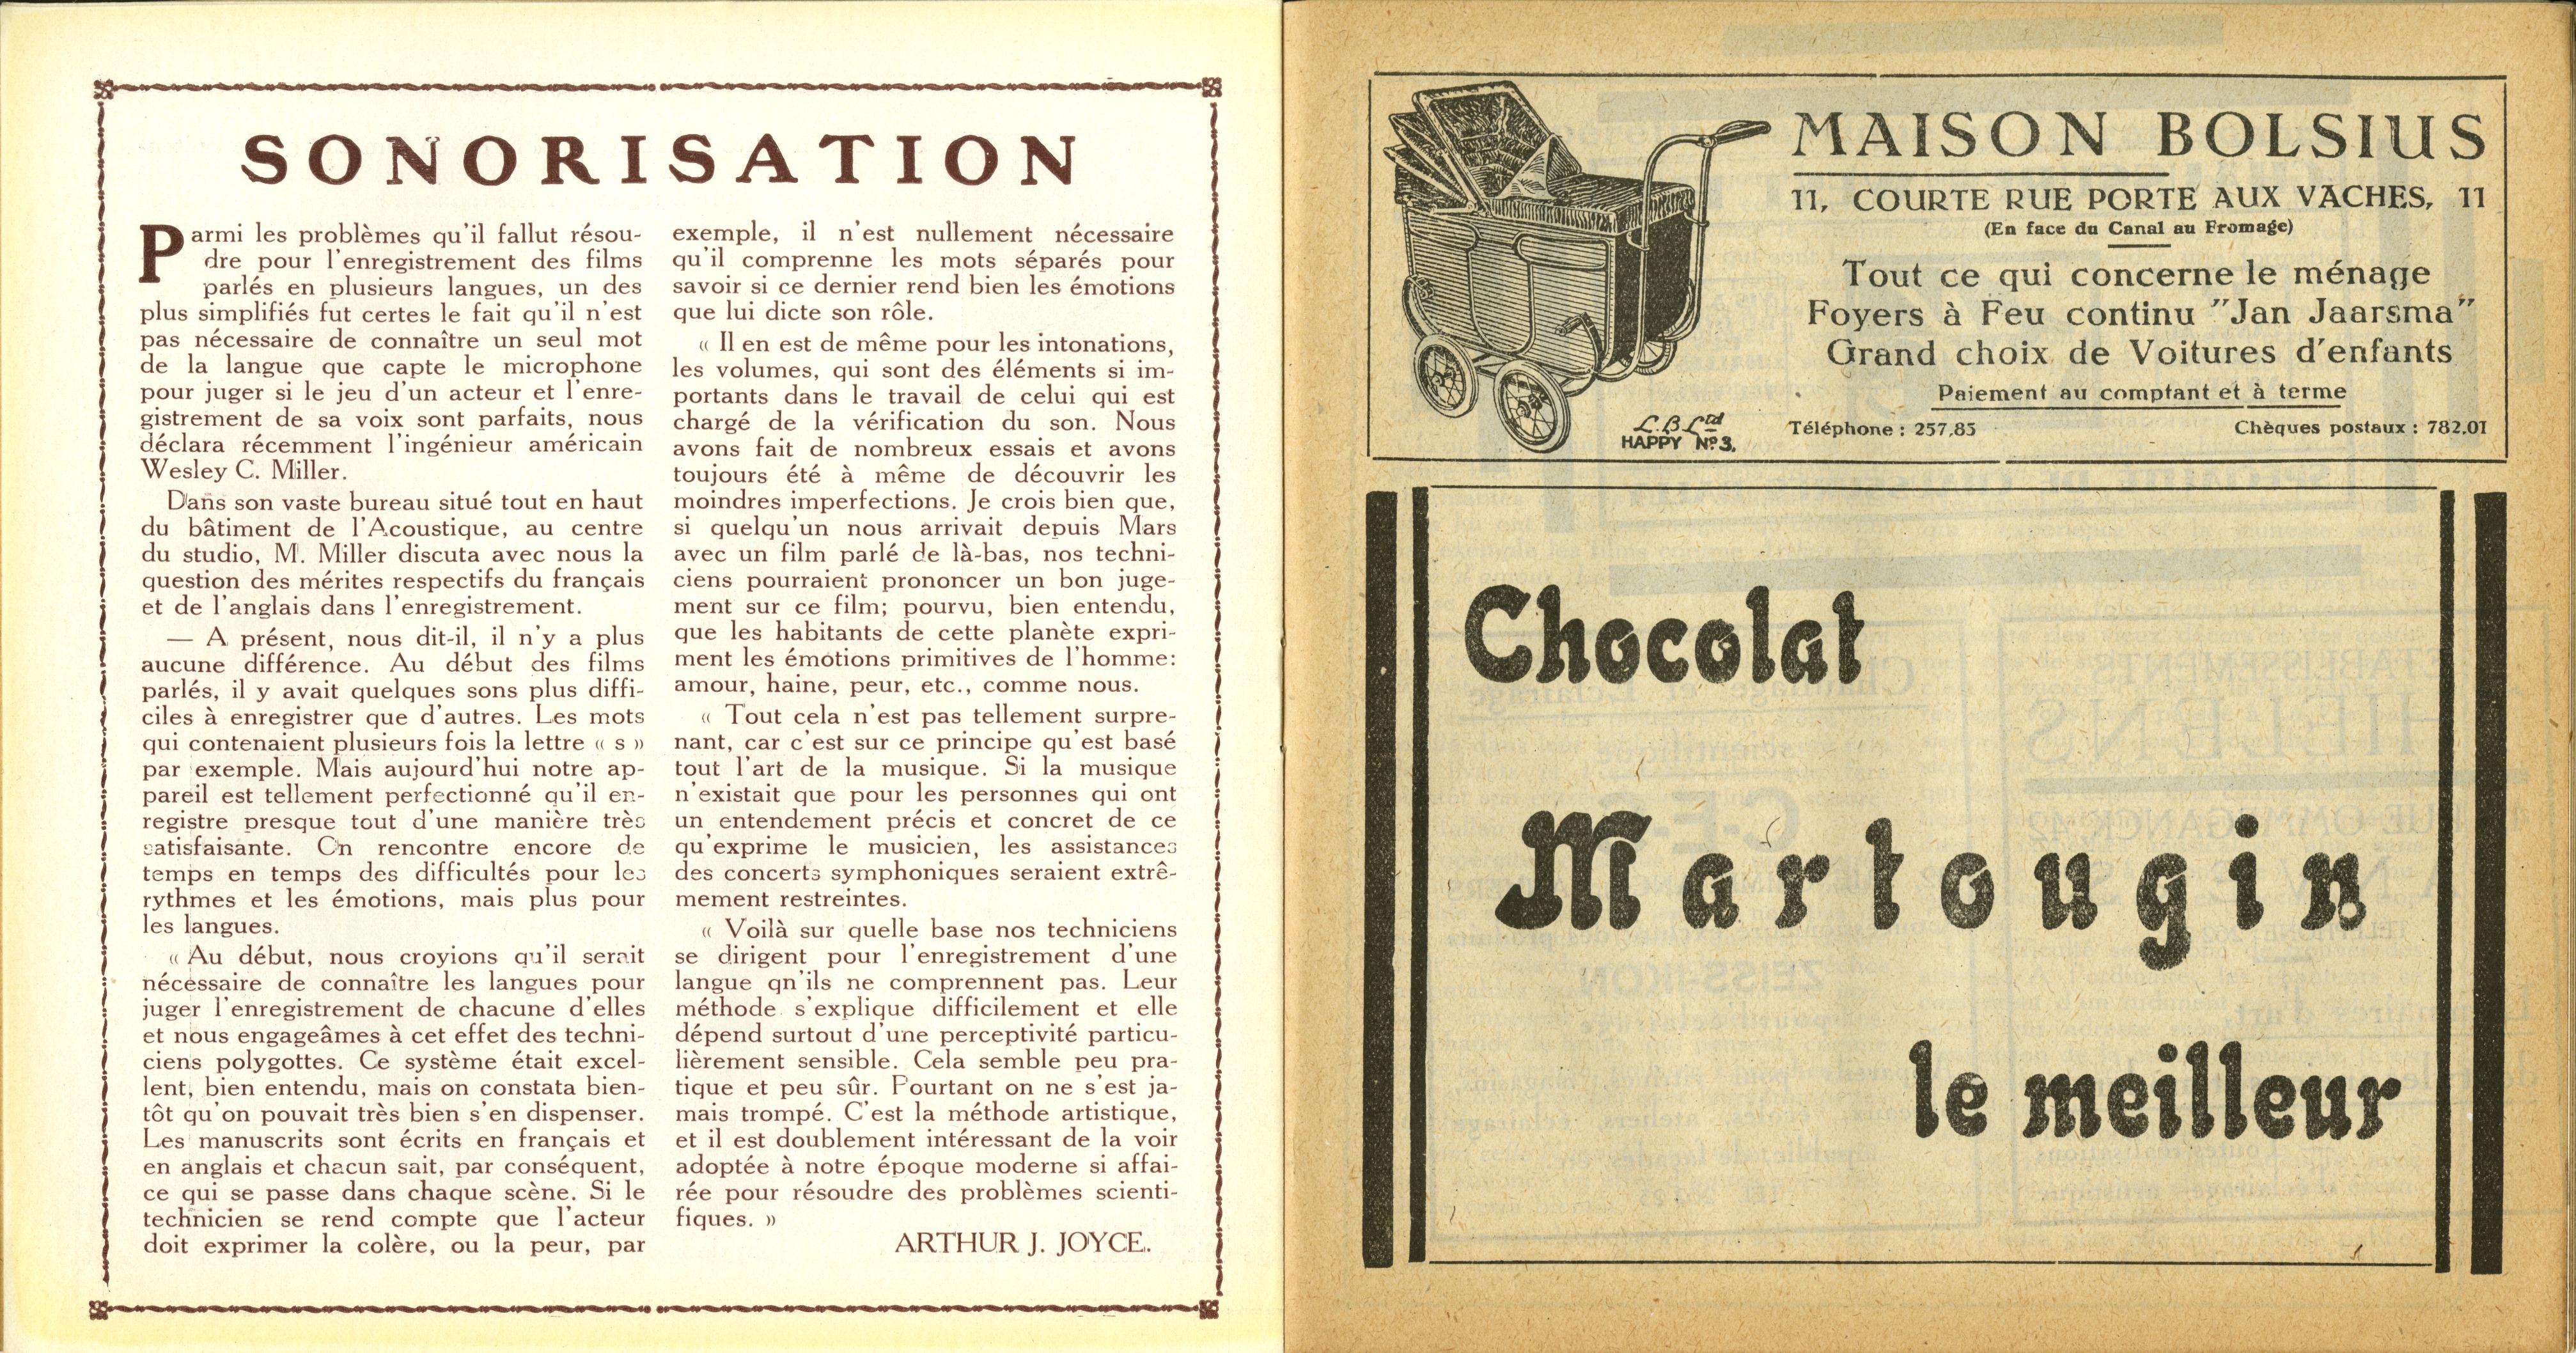 SONORISATION
Parmi les problèmes qu'il fallut résou-
dre pour l'enregistrement des films
parlés en plusieurs langues, un des
plus simplifiés fut certes le fait qu'il n'est
pas nécessaire de connaître un seul mot
de la langue que capte le microphone
pour juger si le jeu d'un acteur et l'enre-
gistrement de sa voix sont parfaits, nous
déclara récemment l'ingénieur américain
Wesley C. Miller.
Dans son vaste bureau situé tout en haut
du bâtiment de l'Acoustique, au centre
du studio, M. Miller discuta avec nous la
question des mérites respectifs du français
et de l'anglais dans l'enregistrement.
— A présent, nous dit-il, il n'y a plus
aucune différence. Au début des films
parlés, il y avait quelques sons plus diffi-
ciles à enregistrer que d'autres. Les mots
qui contenaient plusieurs fois la lettre « s »
par exemple. Mais aujourd'hui notre ap-
pareil est tellement perfectionné qu'il en-
registre presque tout d'une manière très
satisfaisante. On rencontre encore de
temps en temps des difficultés pour les
rythmes et les émotions, mais plus pour
les langues.
« Au début, nous croyions qu'il serait
nécessaire de connaître les langues pour
juger l'enregistrement de chacune d'elles
et nous engageâmes à cet effet des techni-
ciens polygottes. Ce système était excel-
lent, bien entendu, mais on constata bien-
tôt qu'on pouvait très bien s'en dispenser.
Les manuscrits sont écrits en français et
en anglais et chacun sait, par conséquent,
ce qui se passe dans chaque scène. Si le
technicien se rend compte que l'acteur
doit exprimer la colère, ou la peur, par
exemple, il n'est nullement nécessaire
qu'il comprenne les mots séparés pour
savoir si ce dernier rend bien les émotions
que lui dicte son rôle.
« Il en est de même pour les intonations,
les volumes, qui sont des éléments si im-
portants dans le travail de celui qui est
chargé de la vérification du son. Nous
avons fait de nombreux essais et avons
toujours été à même de découvrir les
moindres imperfections. Je crois bien que,
si quelqu'un nous arrivait depuis Mars
avec un film parlé de là-bas, nos techni-
ciens pourraient prononcer un bon juge-
ment sur ce film; pourvu, bien entendu,
que les habitants de cette planète expri-
ment les émotions primitives de l'homme:
amour, haine, peur, etc., comme nous.
« Tout cela n'est pas tellement surpre-
nant, car c'est sur ce principe qu'est basé
tout l'art de la musique. Si la musique
n'existait que pour les personnes qui ont
un entendement précis et concret de ce
qu'exprime le musicien, les assistances
des concerts symphoniques seraient extrê-
mement restreintes.
« Voilà sur quelle base nos techniciens
se dirigent pour l'enregistrement d'une
langue qn'ils ne comprennent pas. Leur
méthode s'explique difficilement et elle
dépend surtout d'une perceptivité particu-
lièrement sensible. Cela semble peu pra-
tique et peu sûr. Pourtant on ne s'est ja-
mais trompé. C'est la méthode artistique,
et il est doublement intéressant de la voir
adoptée à notre époque moderne si affai-
rée pour résoudre des problèmes scienti-
fiques. »
ARTHUR J. JOYCE.
MAISON BOLSIUS
11, COURTE RUE PORTE AUX VACHES, 11
(En face du Canal au Fromage)
Tout ce qui concerne le ménage
Foyers à Feu continu "Jan Jaarsma"
Grand choix de Voitures d'enfants
Paiement au comptant et à terme
Téléphone : 257,85 Chèques postaux : 782.01
L.B Ltd
HAPPY Nº 3.
Chocolat
Martougin
le meilleur